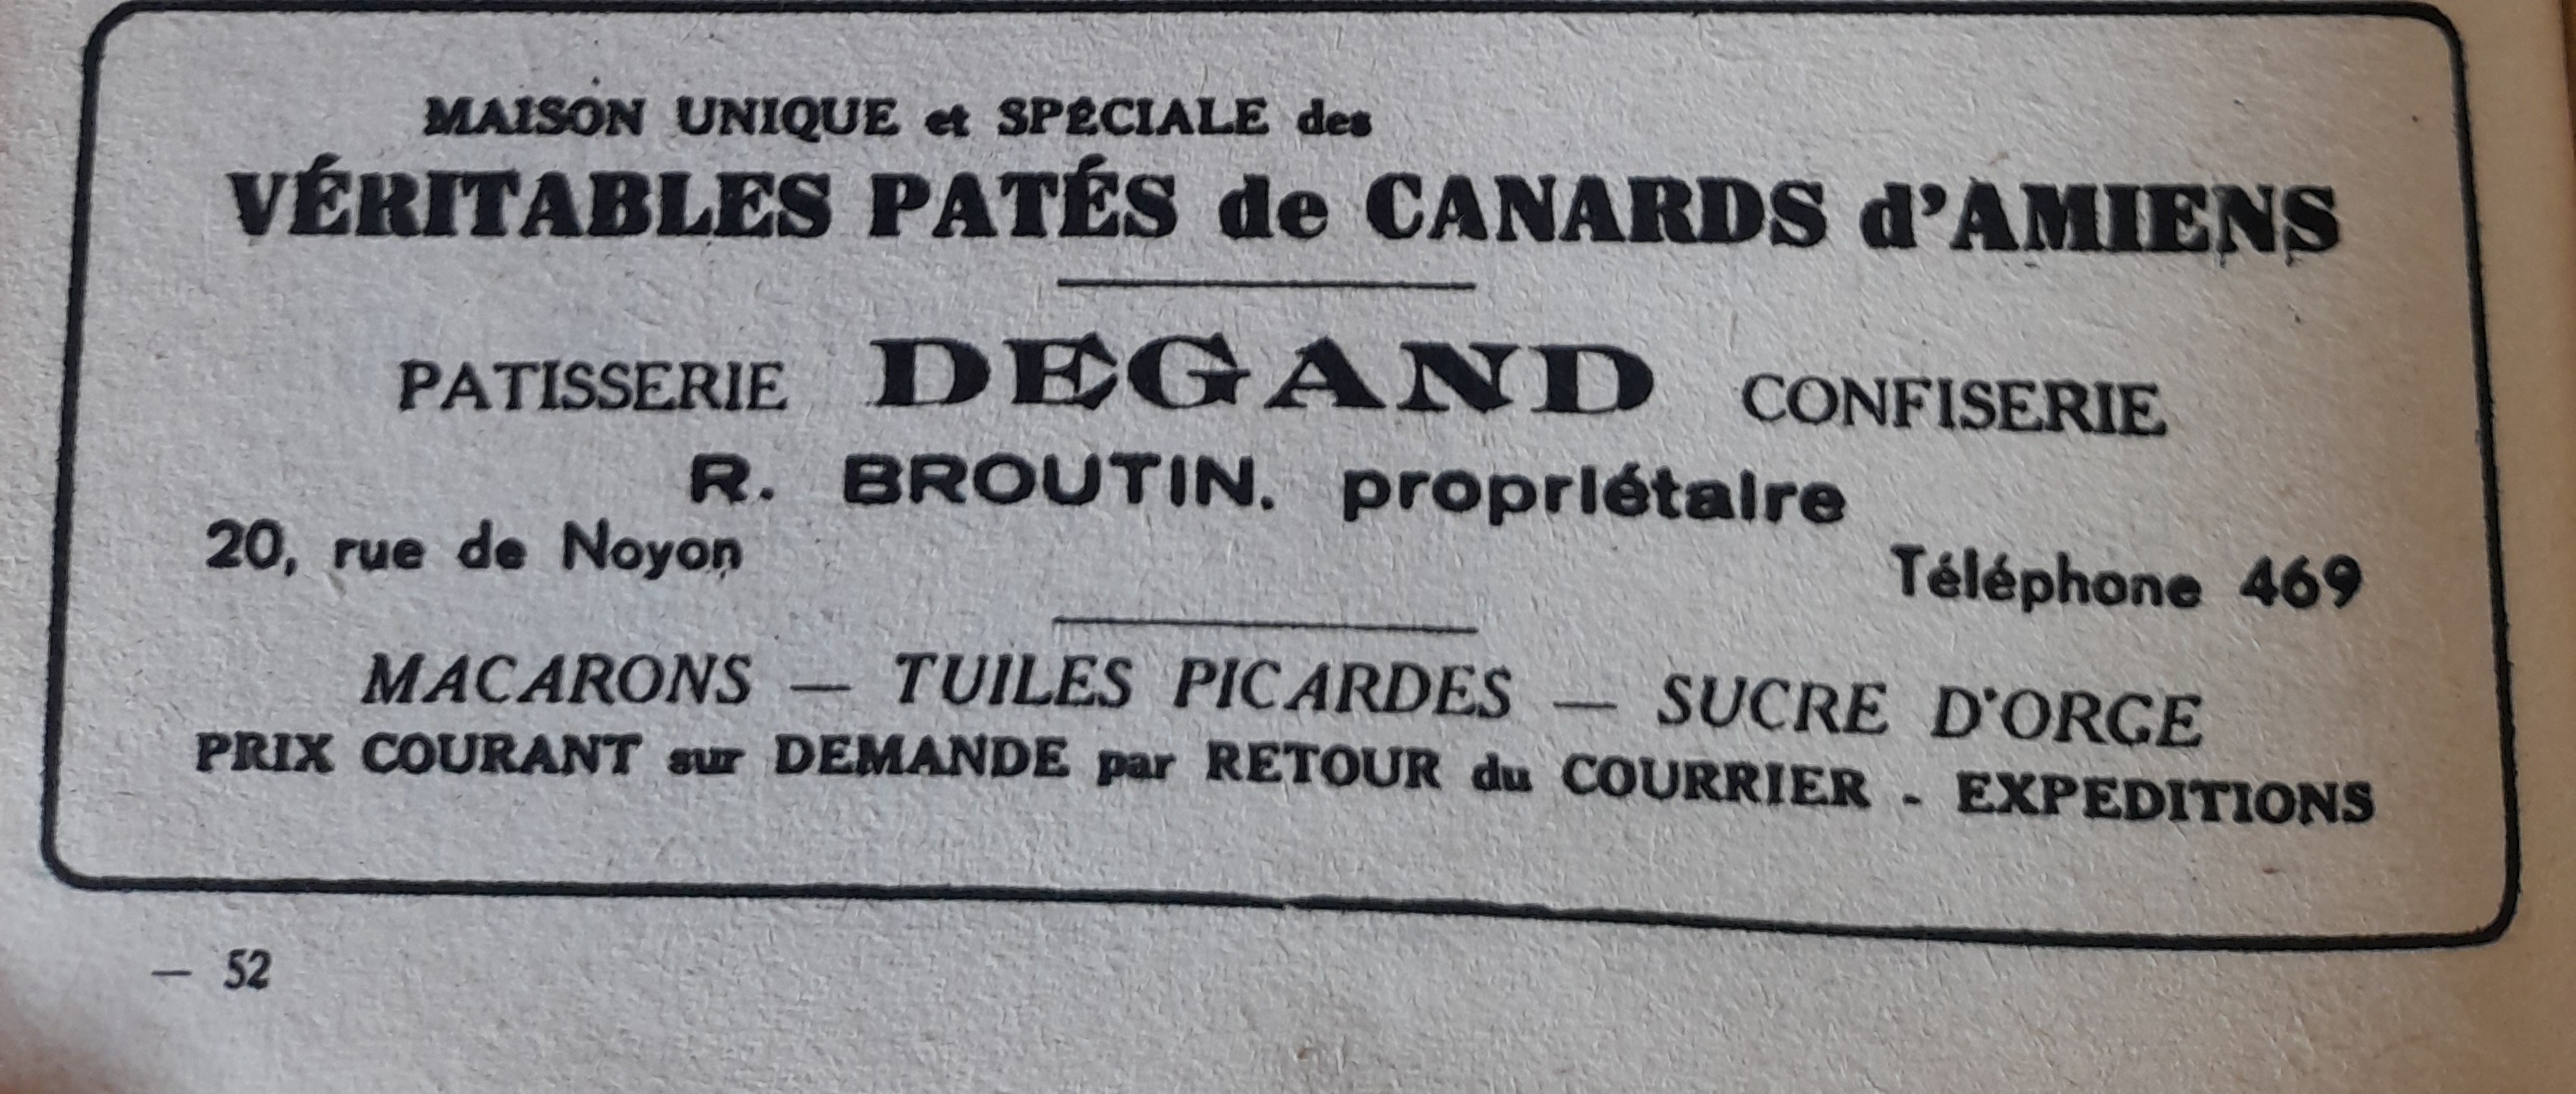 MAISON UNIQUE et SPÉCIALE des
VÉRITABLES PATÉS de CANARDS d'AMIENS
PATISSERIE DEGAND CONFISERIE
R. BROUTIN. propriétaire
20, rue de Noyon
Téléphone 469
MACARONS — TUILES PICARDES — SUCRE D'ORGE
PRIX COURANT sur DEMANDE par RETOUR du COURRIER - EXPEDITIONS
— 52